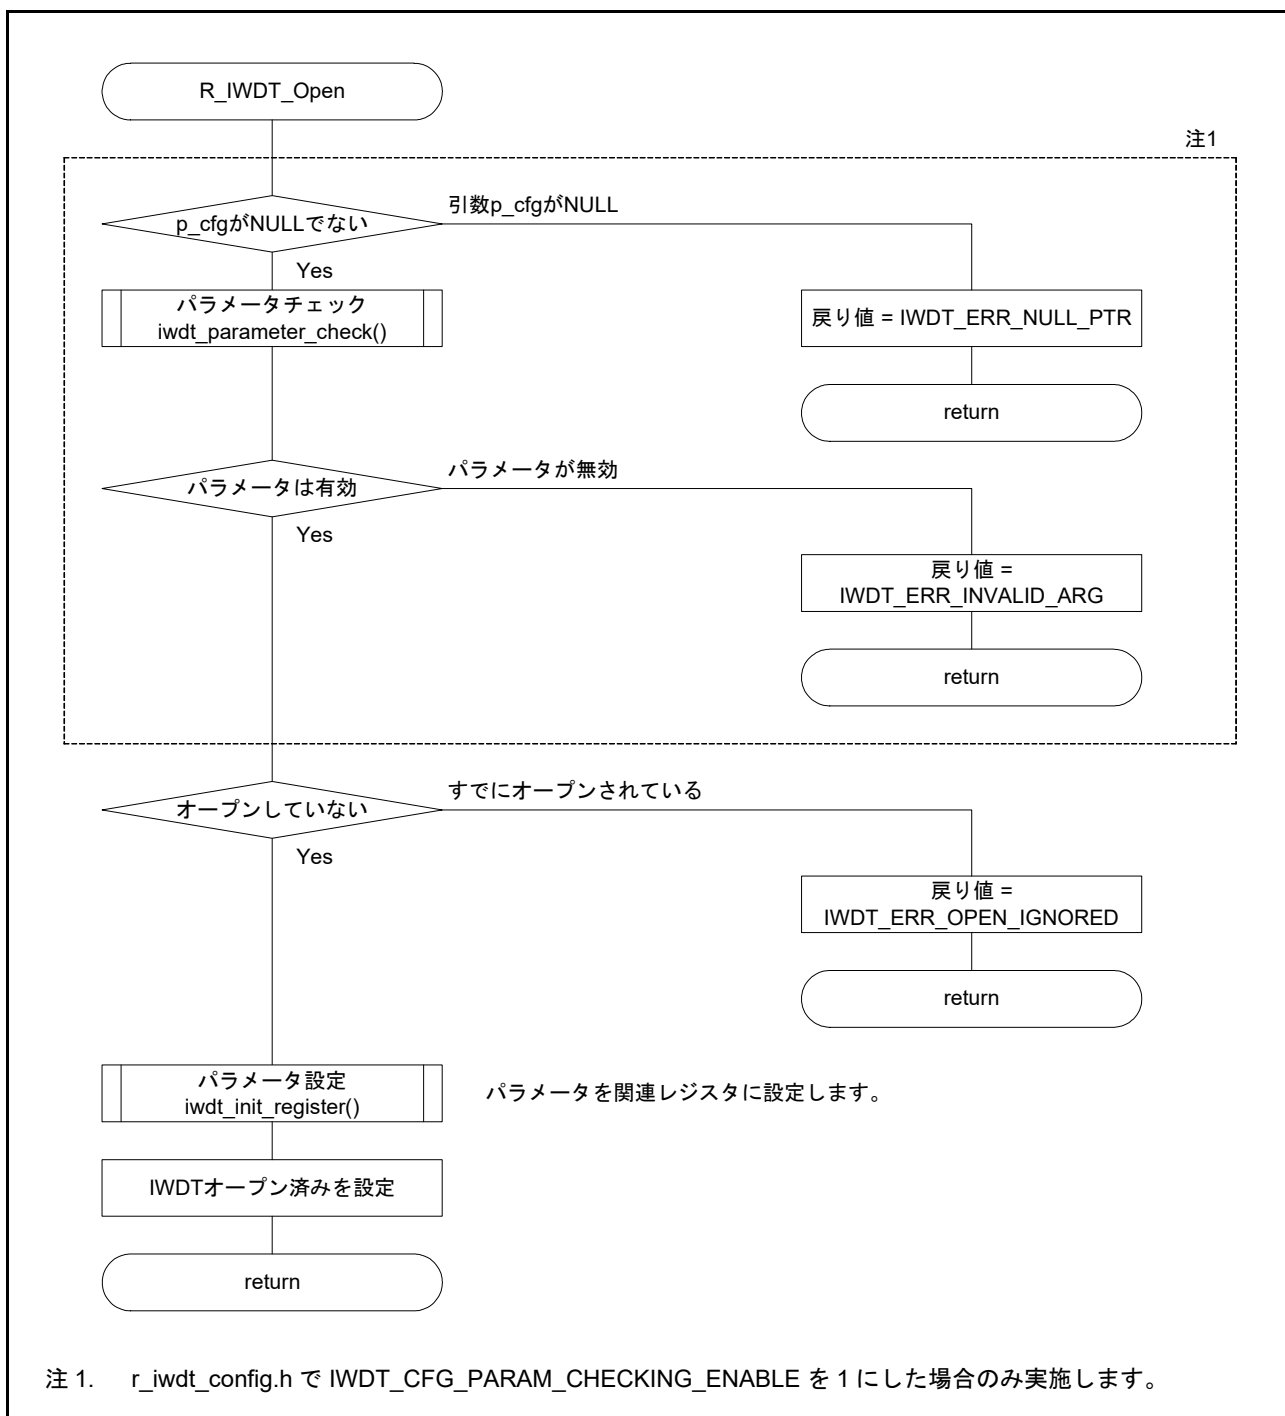 R_IWDT_Open
注1
p_cfgがNULLでない
引数p_cfgがNULL
Yes
パラメータチェック
iwdt_parameter_check()
戻り値 = IWDT_ERR_NULL_PTR
return
パラメータは有効
パラメータが無効
Yes
戻り値 =
IWDT_ERR_INVALID_ARG
return
オープンしていない
すでにオープンされている
Yes
戻り値 =
IWDT_ERR_OPEN_IGNORED
return
パラメータ設定
iwdt_init_register()
パラメータを関連レジスタに設定します。
IWDTオープン済みを設定
return
注 1. r_iwdt_config.h で IWDT_CFG_PARAM_CHECKING_ENABLE を 1 にした場合のみ実施します。